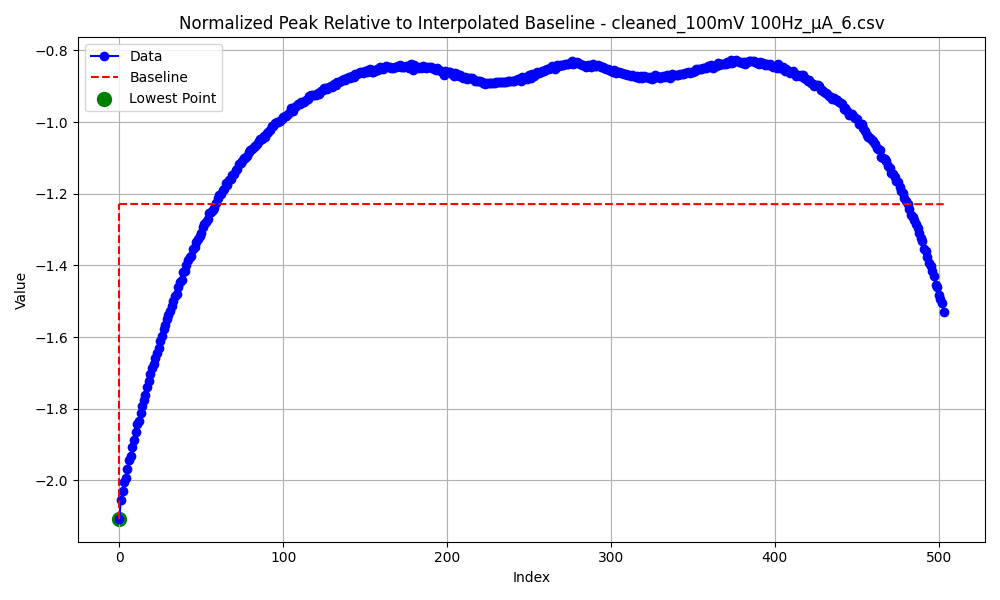 Normalized Peak Relative to Interpolated Baseline - cleaned_100mV 100Hz_μA_6.csv
Data
Baseline
Lowest Point
−0.8
−1.0
−1.2
−1.4
−1.6
−1.8
−2.0
Value
0 100 200 300 400 500
Index